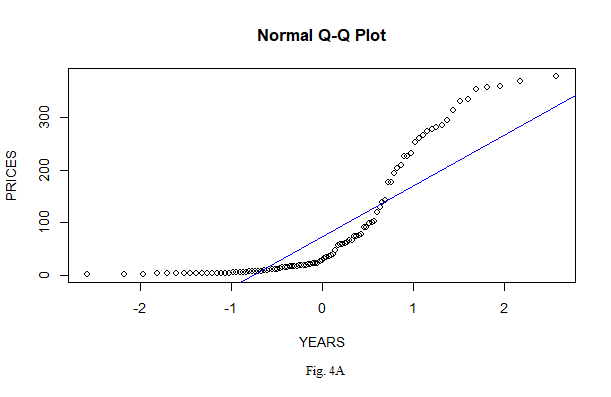 Normal Q-Q Plot
PRICES
300
200
100
0
-2 -1 0 1 2
YEARS
Fig. 4A